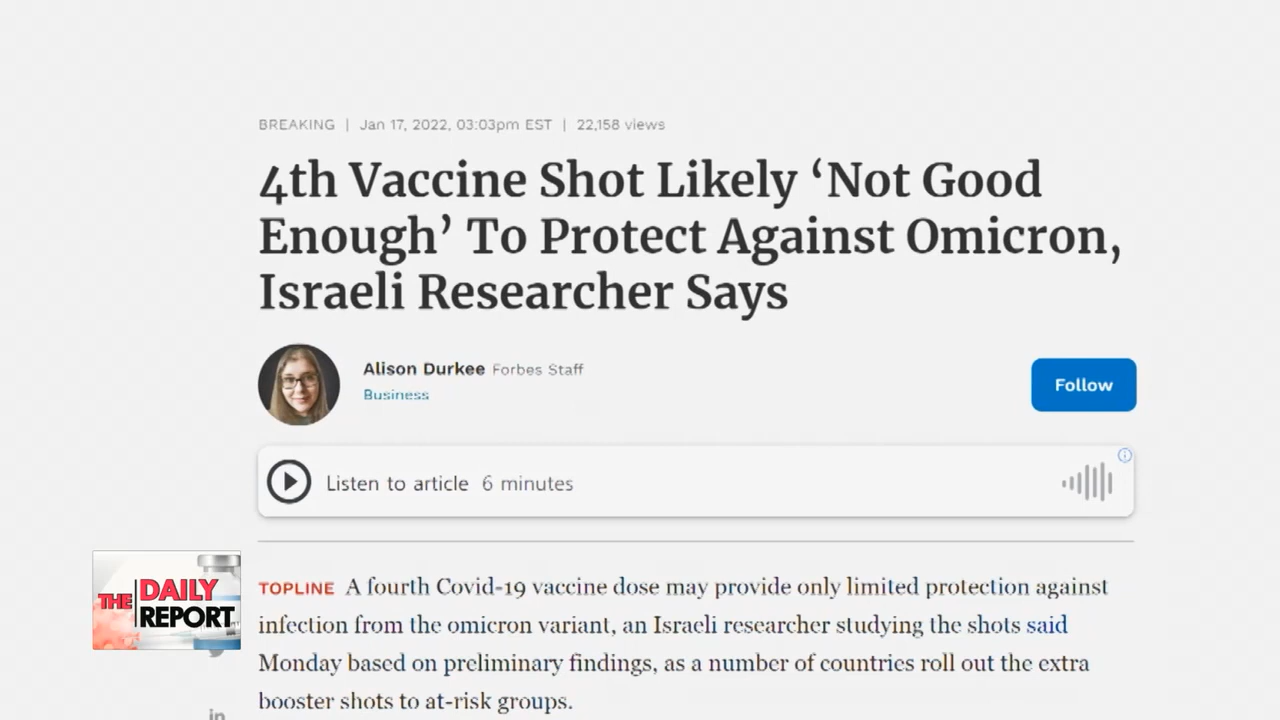 BREAKING | Jan 17, 2022, 03:03pm EST | 22,158 views
4th Vaccine Shot Likely ‘Not Good
Enough’ To Protect Against Omicron,
Israeli Researcher Says
Alison Durkee Forbes Staff
Business
Follow
Listen to article 6 minutes
THE DAILY
REPORT
TOPLINE A fourth Covid-19 vaccine dose may provide only limited protection against
infection from the omicron variant, an Israeli researcher studying the shots said
Monday based on preliminary findings, as a number of countries roll out the extra
booster shots to at-risk groups.
in